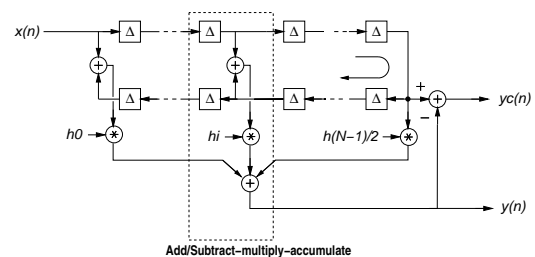 x(n)
Δ Δ Δ Δ
+ +
Δ Δ Δ Δ
+
+
−
yc(n)
h0
*
hi
*
h(N−1)/2
*
+
y(n)
Add/Subtract−multiply−accumulate